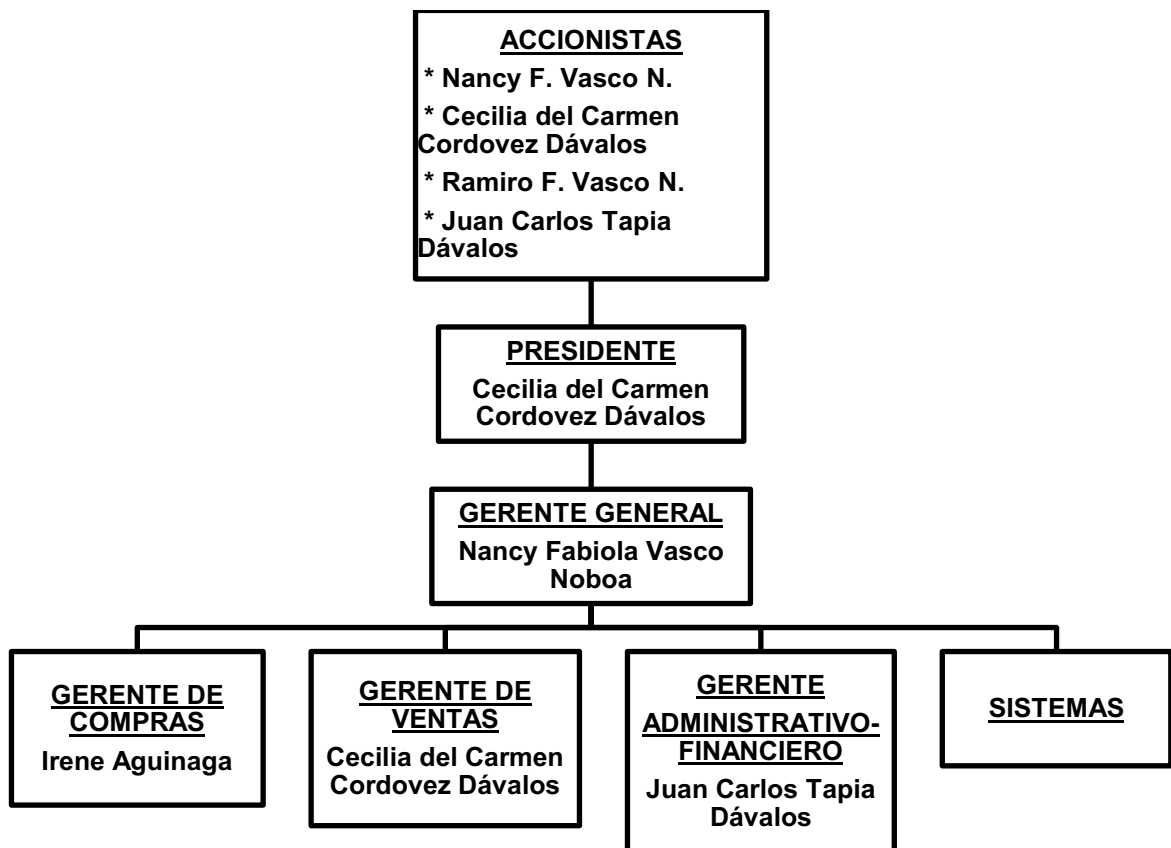 ACCIONISTAS
* Nancy F. Vasco N.
* Cecilia del Carmen
Cordovez Dávalos
* Ramiro F. Vasco N.
* Juan Carlos Tapia
Dávalos
PRESIDENTE
Cecilia del Carmen
Cordovez Dávalos
GERENTE GENERAL
Nancy Fabiola Vasco
Noboa
GERENTE DE
COMPRAS
Irene Aguinaga
GERENTE DE
VENTAS
Cecilia del Carmen
Cordovez Dávalos
GERENTE
ADMINISTRATIVO-
FINANCIERO
Juan Carlos Tapia
Dávalos
SISTEMAS